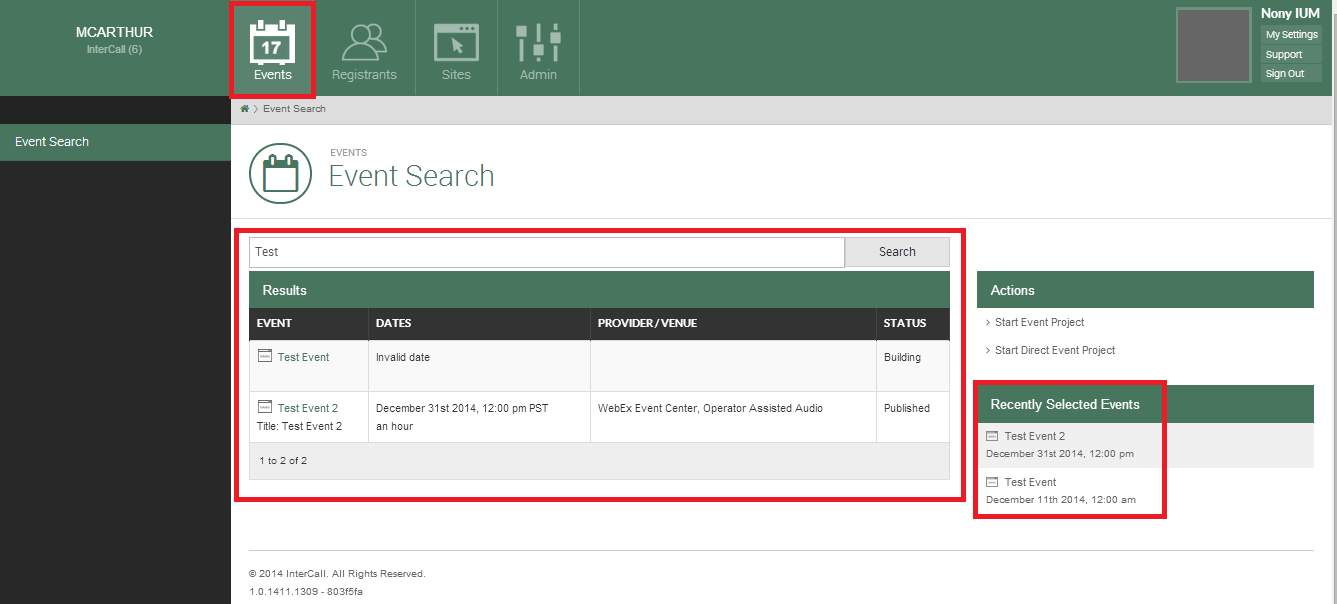 MCARTHUR
InterCall (6)
17
Events
Registrants
Sites
Admin
Nony IUM
My Settings
Support
Sign Out
Event Search
Event Search
EVENTS
Event Search
Test
Search
Results
EVENT DATES PROVIDER / VENUE STATUS
Test Event Invalid date Building
Test Event 2 December 31st 2014, 12:00 pm PST WebEx Event Center, Operator Assisted Audio Published
Title: Test Event 2 an hour
1 to 2 of 2
Actions
> Start Event Project
> Start Direct Event Project
Recently Selected Events
Test Event 2
December 31st 2014, 12:00 pm
Test Event
December 11th 2014, 12:00 am
© 2014 InterCall. All Rights Reserved.
1.0.1411.1309 - 803f5fa